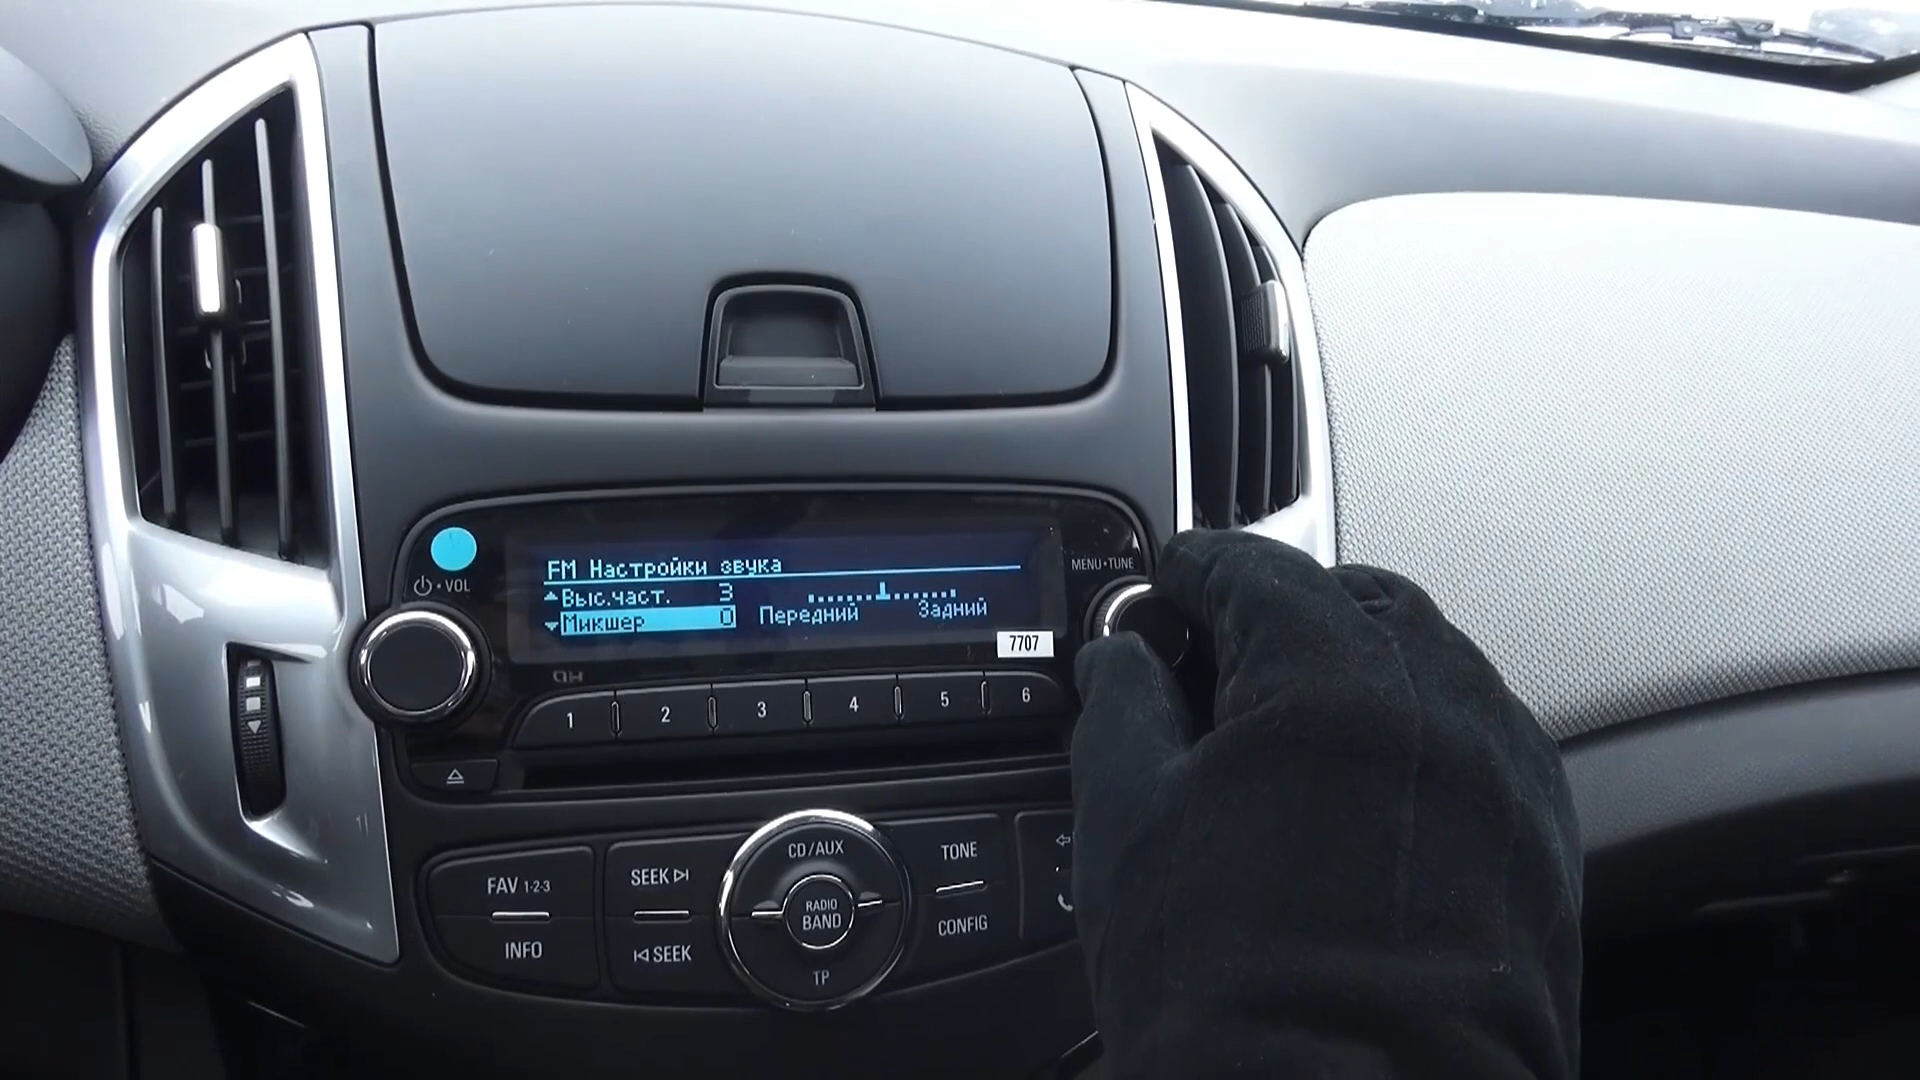 FM Настройки звука
Выс.част. 3
Микшер 0
Передний Задний
MENU•TUNE
VOL
7707
1 2 3 4 5 6
FAV 1-2-3
INFO
SEEK
SEEK
CD/AUX
RADIO
BAND
TP
TONE
CONFIG